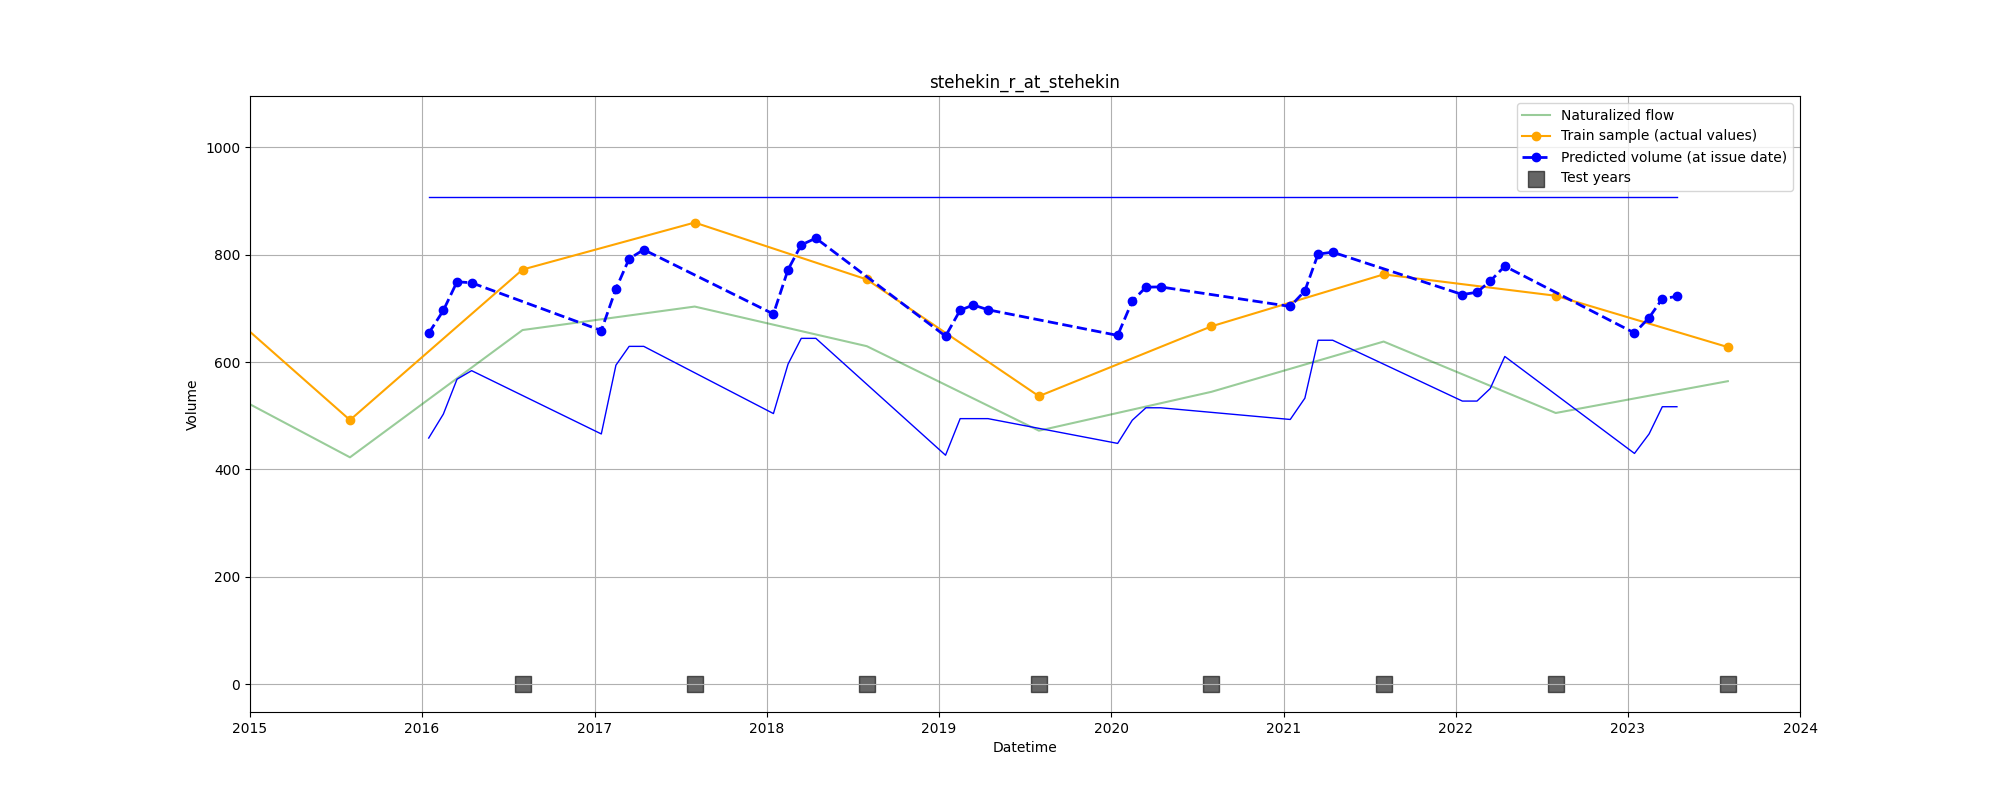 stehekin_r_at_stehekin
Naturalized flow
Train sample (actual values)
Predicted volume (at issue date)
Test years
1000
800
600
400
200
0
Volume
2015 2016 2017 2018 2019 2020 2021 2022 2023 2024
Datetime